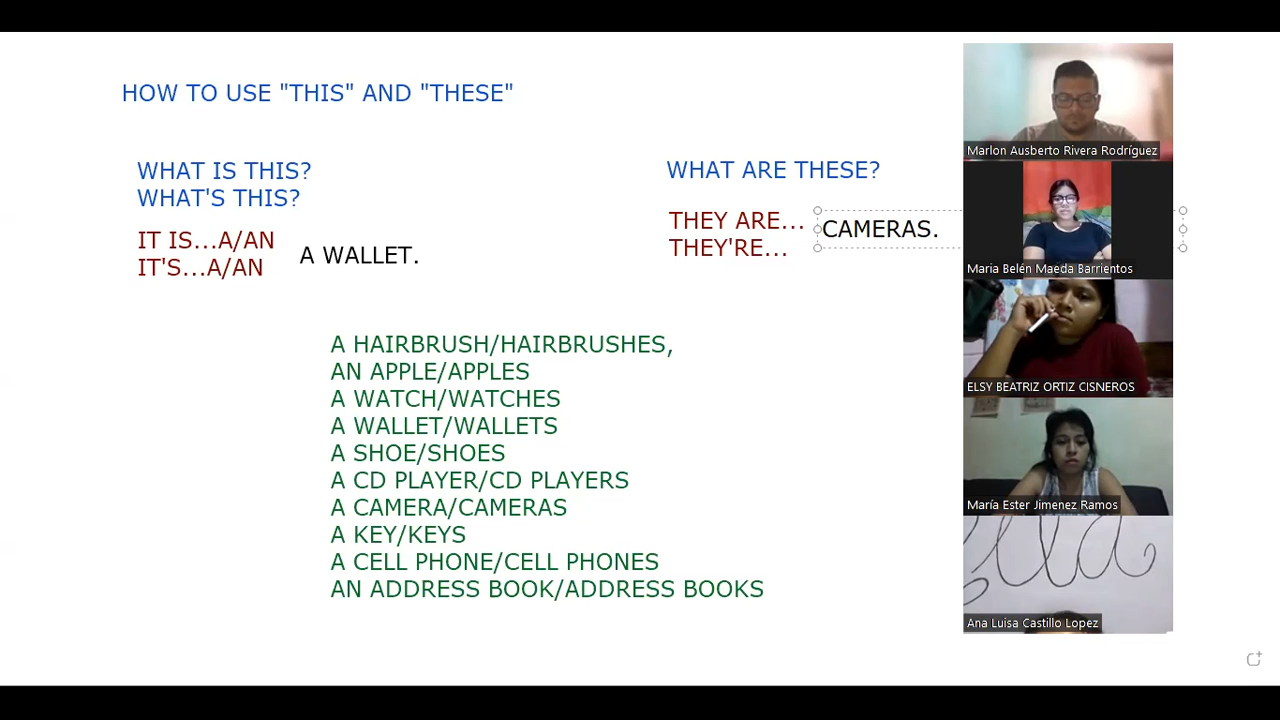 HOW TO USE "THIS" AND "THESE"
WHAT IS THIS?
WHAT'S THIS?
IT IS...A/AN
IT'S...A/AN
A WALLET.
WHAT ARE THESE?
THEY ARE...
THEY'RE...
CAMERAS.
A HAIRBRUSH/HAIRBRUSHES,
AN APPLE/APPLES
A WATCH/WATCHES
A WALLET/WALLETS
A SHOE/SHOES
A CD PLAYER/CD PLAYERS
A CAMERA/CAMERAS
A KEY/KEYS
A CELL PHONE/CELL PHONES
AN ADDRESS BOOK/ADDRESS BOOKS
Marlon Ausberto Rivera Rodríguez
Maria Belén Maeda Barrientos
ELSY BEATRIZ ORTIZ CISNEROS
María Ester Jimenez Ramos
Ana Luisa Castillo Lopez